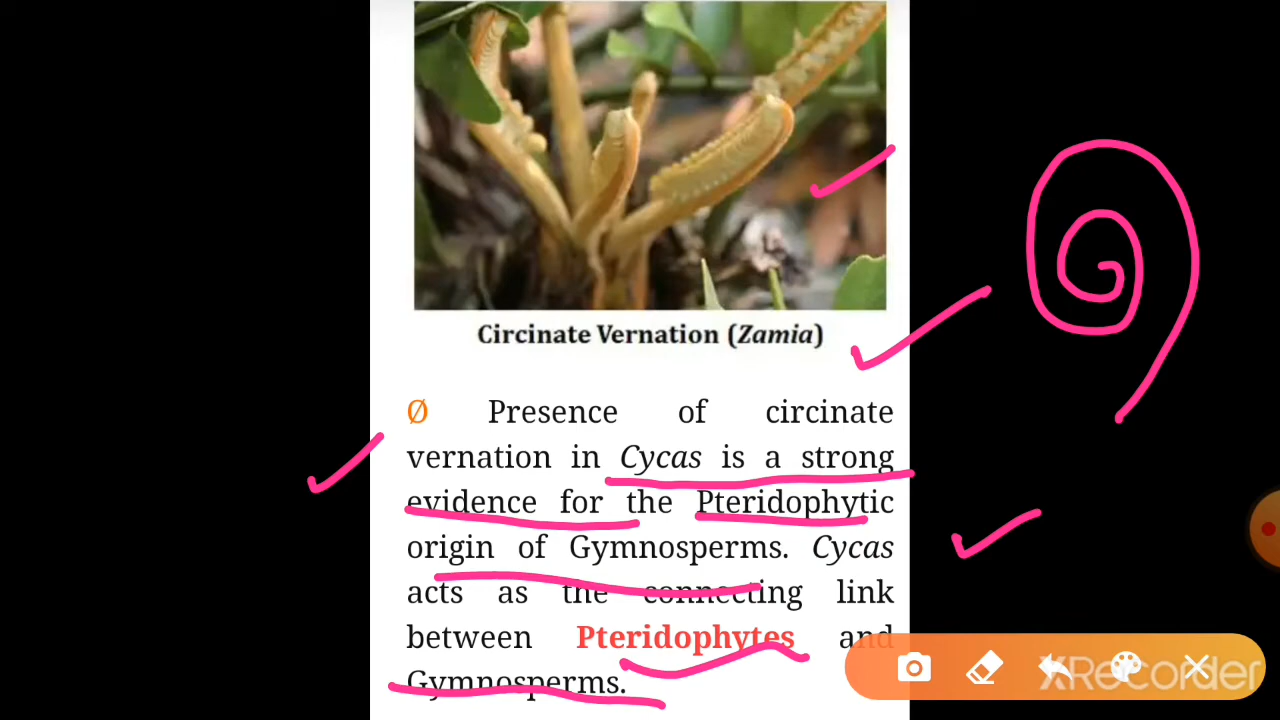 Circinate Vernation (Zamia)
Ø Presence of circinate
vernation in Cycas is a strong
evidence for the Pteridophytic
origin of Gymnosperms. Cycas
acts as the connecting link
between Pteridophytes and
Gymnosperms.
XRecorder